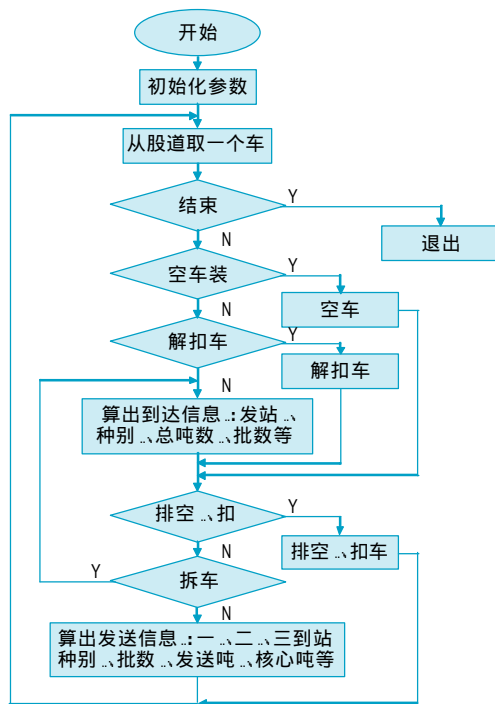 开始
初始化参数
从股道取一个车
结束
Y
N
退出
空车装
Y
N
空车
解扣车
Y
N
解扣车
算出到达信息..:发站..、
种别..、总吨数..、批数等
排空..、扣
Y
N
排空..、扣车
拆车
Y
N
算出发送信息..:一..、二..、三到站
种别..、批数..、发送吨..、核心吨等